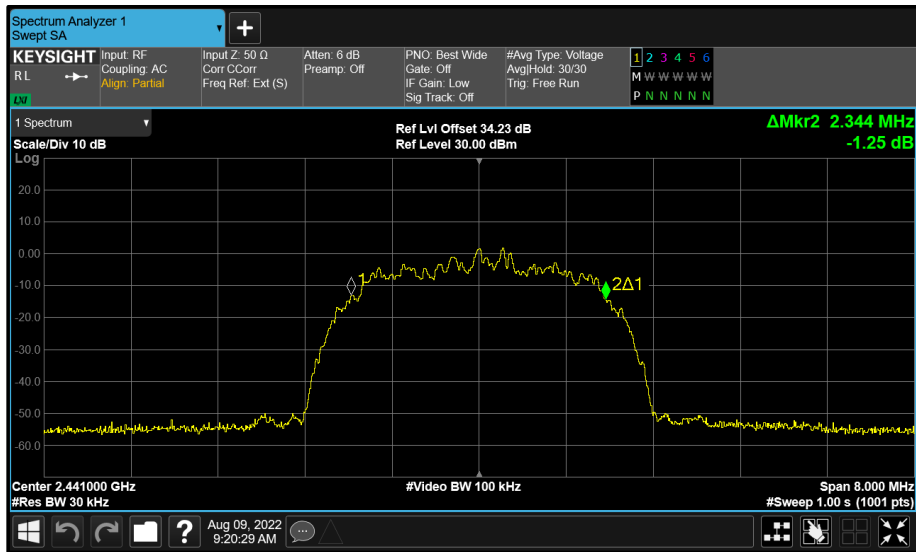 Spectrum Analyzer 1
Swept SA
KEYSIGHT
RL
LXI
Input: RF
Coupling: AC
Align: Partial
Input Z: 50 Ω
Corr CCorr
Freq Ref: Ext (S)
Atten: 6 dB
Preamp: Off
PNO: Best Wide
Gate: Off
IF Gain: Low
Sig Track: Off
#Avg Type: Voltage
Avg|Hold: 30/30
Trig: Free Run
1 2 3 4 5 6
M W W W W W
P N N N N N
1 Spectrum
Scale/Div 10 dB
Ref Lvl Offset 34.23 dB
Ref Level 30.00 dBm
ΔMkr2 2.344 MHz
-1.25 dB
Log
20.0
10.0
0.00
-10.0
-20.0
-30.0
-40.0
-50.0
-60.0
1
2Δ1
Center 2.441000 GHz
#Res BW 30 kHz
#Video BW 100 kHz
Span 8.000 MHz
#Sweep 1.00 s (1001 pts)
?
Aug 09, 2022
9:20:29 AM